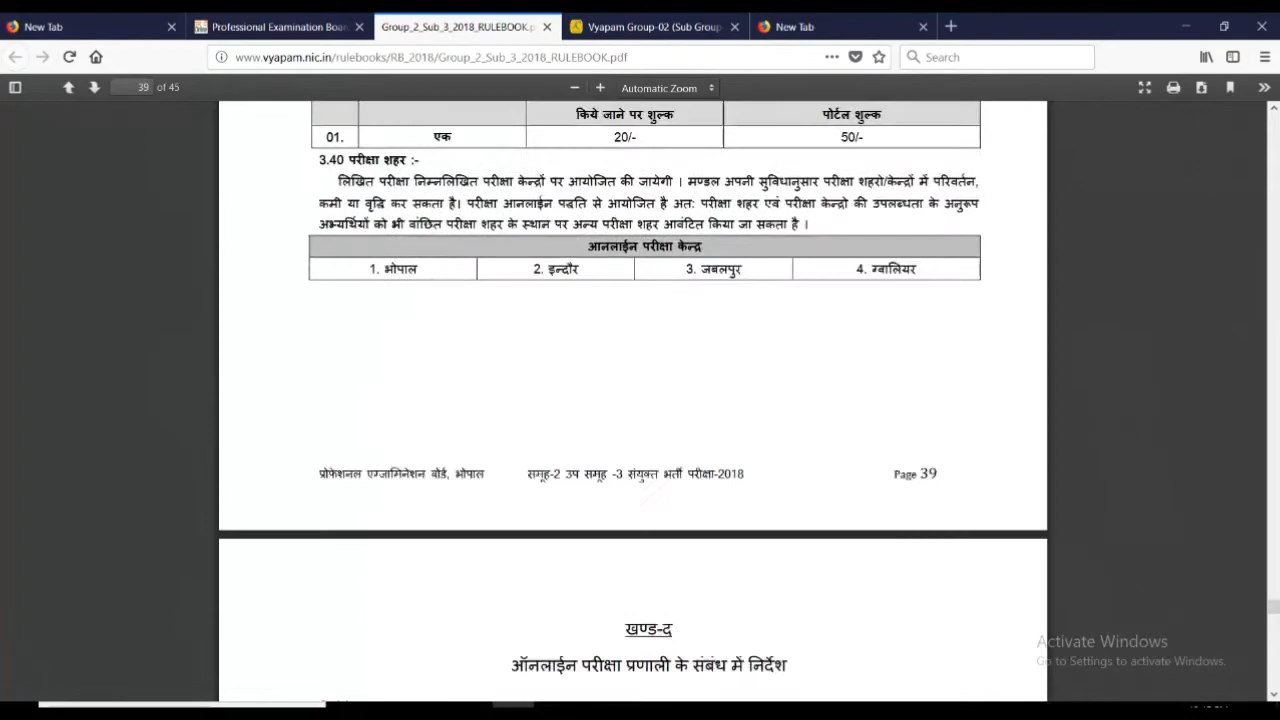 New Tab
Professional Examination Boar
Group_2_Sub_3_2018_RULEBOOK.p
Vyapam Group-02 (Sub Group
New Tab
www.vyapam.nic.in/rulebooks/RB_2018/Group_2_Sub_3_2018_RULEBOOK.pdf
Search
39 of 45
Automatic Zoom
किये जाने पर शुल्क पोर्टल शुल्क
01. एक 20/- 50/-
3.40 परीक्षा शहर :-
लिखित परीक्षा निम्नलिखित परीक्षा केन्द्रों पर आयोजित की जायेगी । मण्डल अपनी सुविधानुसार परीक्षा शहरो/केन्द्रों में परिवर्तन,
कमी या वृद्धि कर सकता है। परीक्षा आनलाईन पद्धति से आयोजित है अत: परीक्षा शहर एवं परीक्षा केन्द्रो की उपलब्धता के अनुरूप
अभ्यर्थियों को भी वांछित परीक्षा शहर के स्थान पर अन्य परीक्षा शहर आवंटित किया जा सकता है ।
आनलाईन परीक्षा केन्द्र
1. भोपाल 2. इन्दौर 3. जबलपुर 4. ग्वालियर
प्रोफेशनल एग्जामिनेशन बोर्ड, भोपाल समूह-2 उप समूह -3 संयुक्त भर्ती परीक्षा-2018 Page 39
खण्ड-द
ऑनलाईन परीक्षा प्रणाली के संबंध में निर्देश
Activate Windows
Go to Settings to activate Windows.